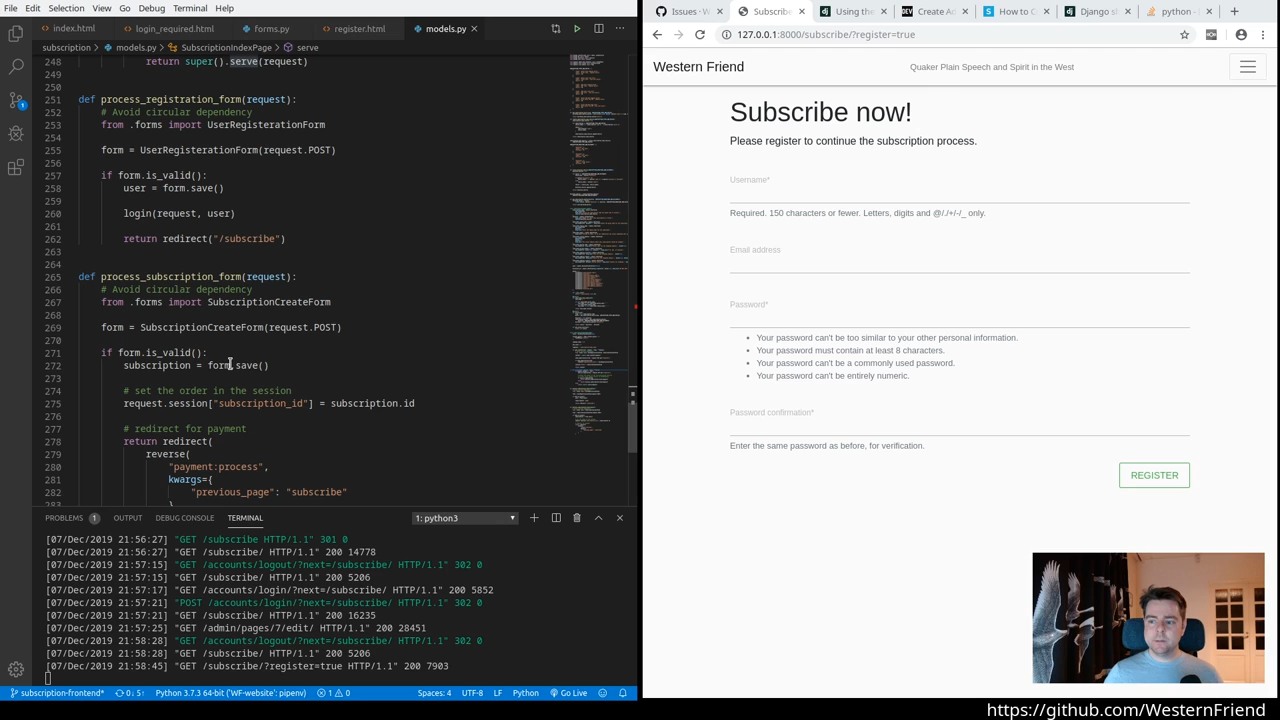 File Edit Selection View Go Debug Terminal Help
index.html login_required.html forms.py register.html models.py
subscription > models.py > SubscriptionIndexPage > serve
248 return super().serve(request)
249
250
251 def process_registration_form(request):
252 # Avoid circular dependency
253 from .forms import UserRegisterationForm
254
255 form = UserRegisterationForm(request.POST)
256
257 if form.is_valid():
258 user = form.save()
259
260 login(request, user)
261
262 return redirect("/subscribe")
263
264
265 def process_subscription_form(request):
266 # Avoid circular dependency
267 from .forms import SubscriptionCreateForm
268
269 form = SubscriptionCreateForm(request.POST)
270
271 if form.is_valid():
272 subscription = form.save()
273
274 # set the order in the session
275 request.session["subscription_id"] = subscription.id
276
277 # redirect for payment
278 return redirect(
279 reverse(
280 "payment:process",
281 kwargs={
282 "previous_page": "subscribe"
283 }
PROBLEMS 1 OUTPUT DEBUG CONSOLE TERMINAL 1: python3
[07/Dec/2019 21:56:27] "GET /subscribe HTTP/1.1" 301 0
[07/Dec/2019 21:56:27] "GET /subscribe/ HTTP/1.1" 200 14778
[07/Dec/2019 21:57:15] "GET /accounts/logout/?next=/subscribe/ HTTP/1.1" 302 0
[07/Dec/2019 21:57:15] "GET /subscribe/ HTTP/1.1" 200 5206
[07/Dec/2019 21:57:17] "GET /accounts/login/?next=/subscribe/ HTTP/1.1" 200 5852
[07/Dec/2019 21:57:21] "POST /accounts/login/?next=/subscribe/ HTTP/1.1" 302 0
[07/Dec/2019 21:57:21] "GET /subscribe/ HTTP/1.1" 200 16235
[07/Dec/2019 21:57:25] "GET /admin/pages/7/edit/ HTTP/1.1" 200 28451
[07/Dec/2019 21:58:28] "GET /accounts/logout/?next=/subscribe/ HTTP/1.1" 302 0
[07/Dec/2019 21:58:28] "GET /subscribe/ HTTP/1.1" 200 5206
[07/Dec/2019 21:58:45] "GET /subscribe/?register=true HTTP/1.1" 200 7903
subscription-frontend* 0↓ 5↑ Python 3.7.3 64-bit ('WF-website': pipenv) 1 0 Spaces: 4 UTF-8 LF Python Go Live
Issues · W Subscribe Using the DEV Create Ad S How to C Django s python -
127.0.0.1:8000/subscribe/?register=true
Western Friend Quaker Plain Speech and Spirit in the West
Subscribe now!
Please register to continue the subscription process.
Username*
Required. 150 characters or fewer. Letters, digits and @/./+/-/_ only.
Email address
Password*
Your password can't be too similar to your other personal information.
Your password must contain at least 8 characters.
Your password can't be a commonly used password.
Your password can't be entirely numeric.
Password confirmation*
Enter the same password as before, for verification.
REGISTER
https://github.com/WesternFriend